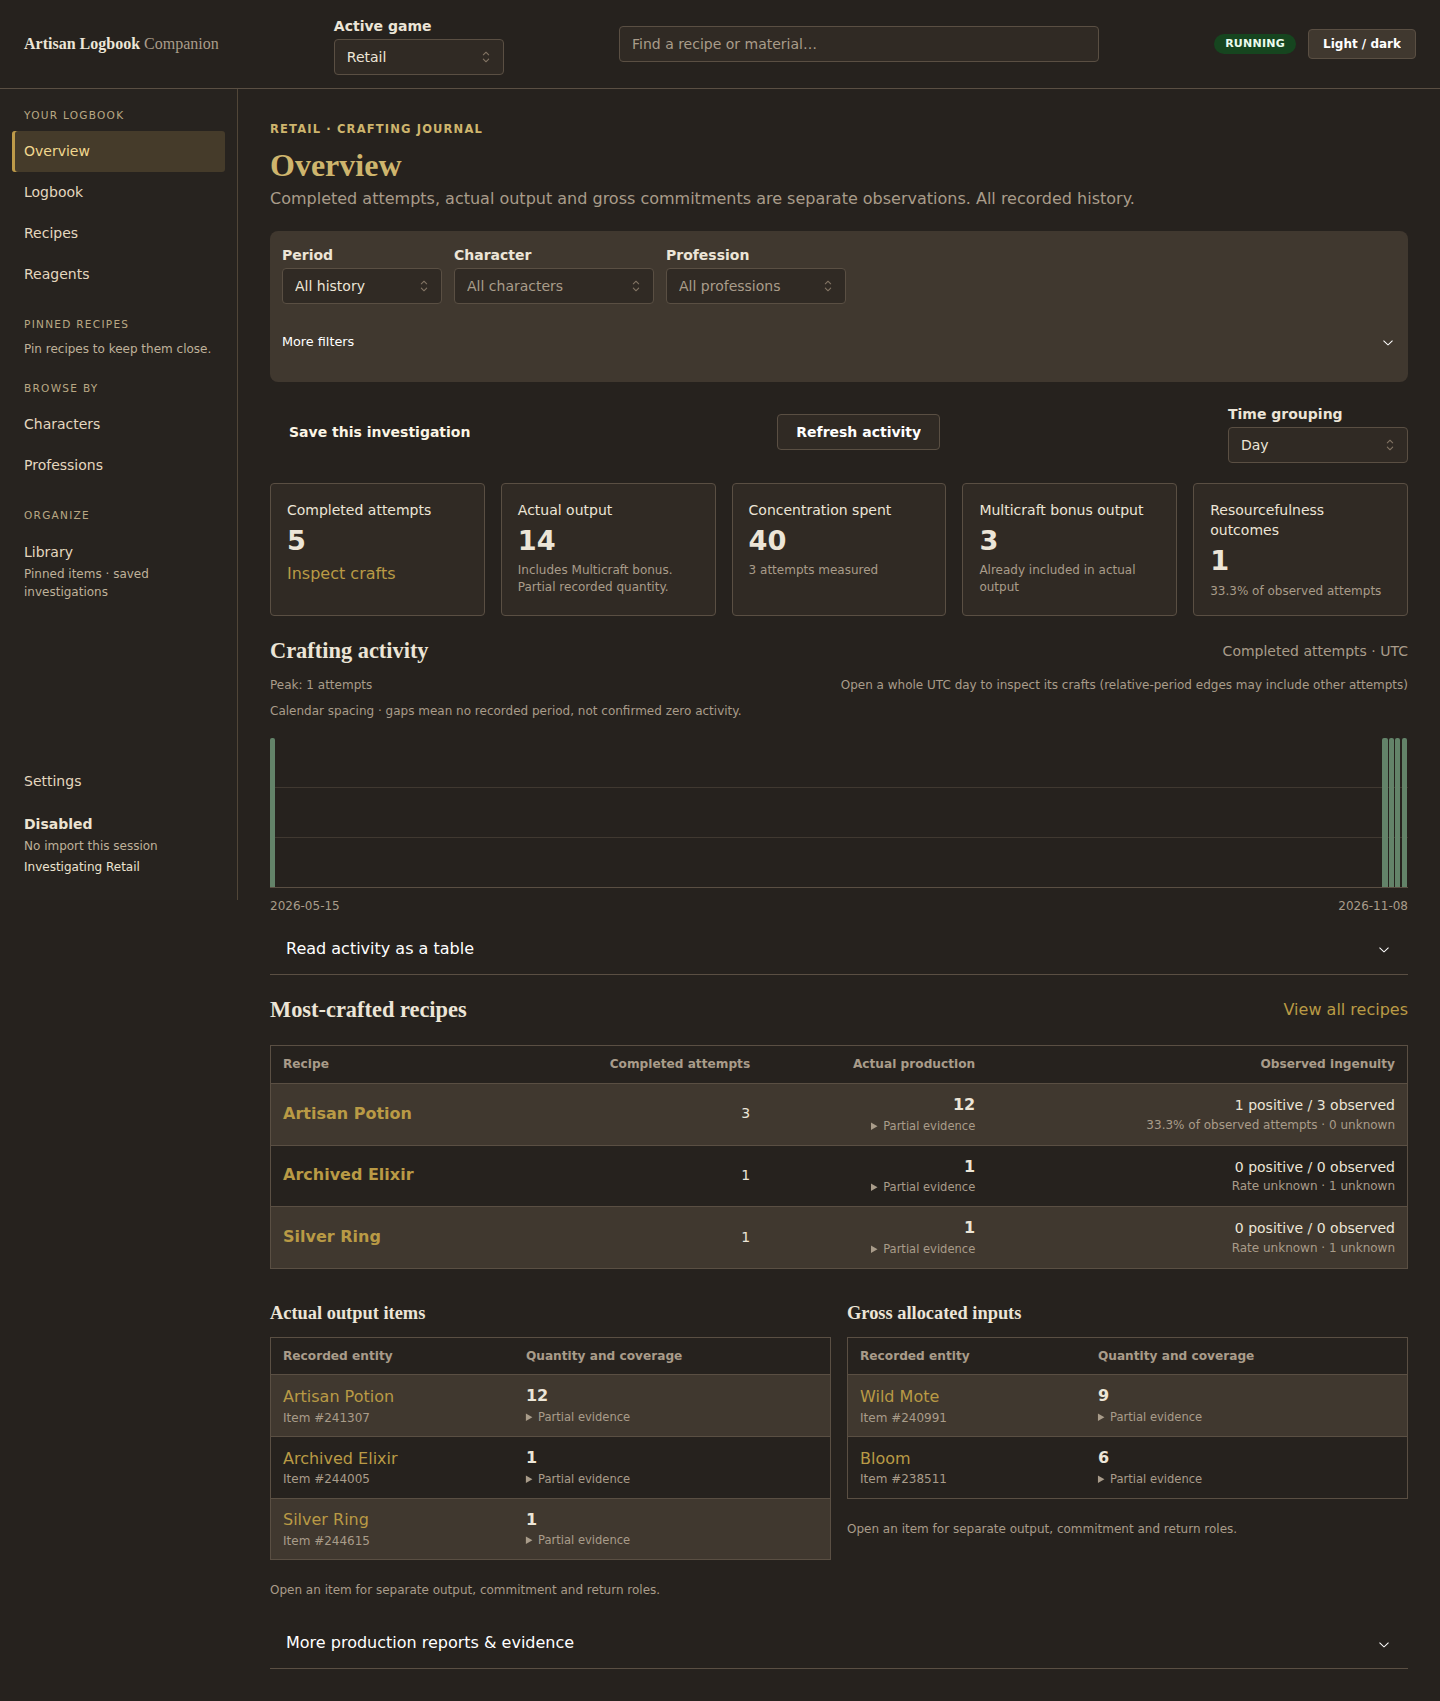 Artisan Logbook Companion
Active game
Retail
Find a recipe or material…
RUNNING
Light / dark
YOUR LOGBOOK
Overview
Logbook
Recipes
Reagents
PINNED RECIPES
Pin recipes to keep them close.
BROWSE BY
Characters
Professions
ORGANIZE
Library
Pinned items · saved
investigations
Settings
Disabled
No import this session
Investigating Retail
RETAIL · CRAFTING JOURNAL
Overview
Completed attempts, actual output and gross commitments are separate observations. All recorded history.
Period
Character
Profession
All history
All characters
All professions
More filters
Save this investigation
Refresh activity
Time grouping
Day
Completed attempts
5
Inspect crafts
Actual output
14
Includes Multicraft bonus.
Partial recorded quantity.
Concentration spent
40
3 attempts measured
Multicraft bonus output
3
Already included in actual
output
Resourcefulness
outcomes
1
33.3% of observed attempts
Crafting activity
Completed attempts · UTC
Peak: 1 attempts
Open a whole UTC day to inspect its crafts (relative-period edges may include other attempts)
Calendar spacing · gaps mean no recorded period, not confirmed zero activity.
2026-05-15
2026-11-08
Read activity as a table
Most-crafted recipes
View all recipes
Recipe
Completed attempts
Actual production
Observed ingenuity
Artisan Potion
3
12
Partial evidence
1 positive / 3 observed
33.3% of observed attempts · 0 unknown
Archived Elixir
1
1
Partial evidence
0 positive / 0 observed
Rate unknown · 1 unknown
Silver Ring
1
1
Partial evidence
0 positive / 0 observed
Rate unknown · 1 unknown
Actual output items
Recorded entity
Quantity and coverage
Artisan Potion
Item #241307
12
Partial evidence
Archived Elixir
Item #244005
1
Partial evidence
Silver Ring
Item #244615
1
Partial evidence
Open an item for separate output, commitment and return roles.
Gross allocated inputs
Recorded entity
Quantity and coverage
Wild Mote
Item #240991
9
Partial evidence
Bloom
Item #238511
6
Partial evidence
Open an item for separate output, commitment and return roles.
More production reports & evidence